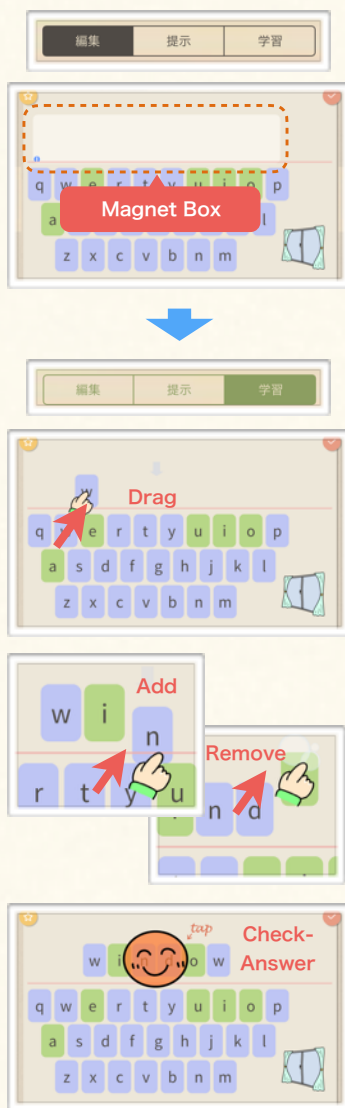 編集 提示 学習
q w e r t y u i o p
a l
Magnet Box
z x c v b n m
編集 提示 学習
w
Drag
q e r t y u i o p
a s d f g h j k l
z x c v b n m
Add
w i n
r t y u
Remove
n d
tap
Check-
Answer
w i n d o w
q w e r t y u i o p
a s d f g h j k l
z x c v b n m